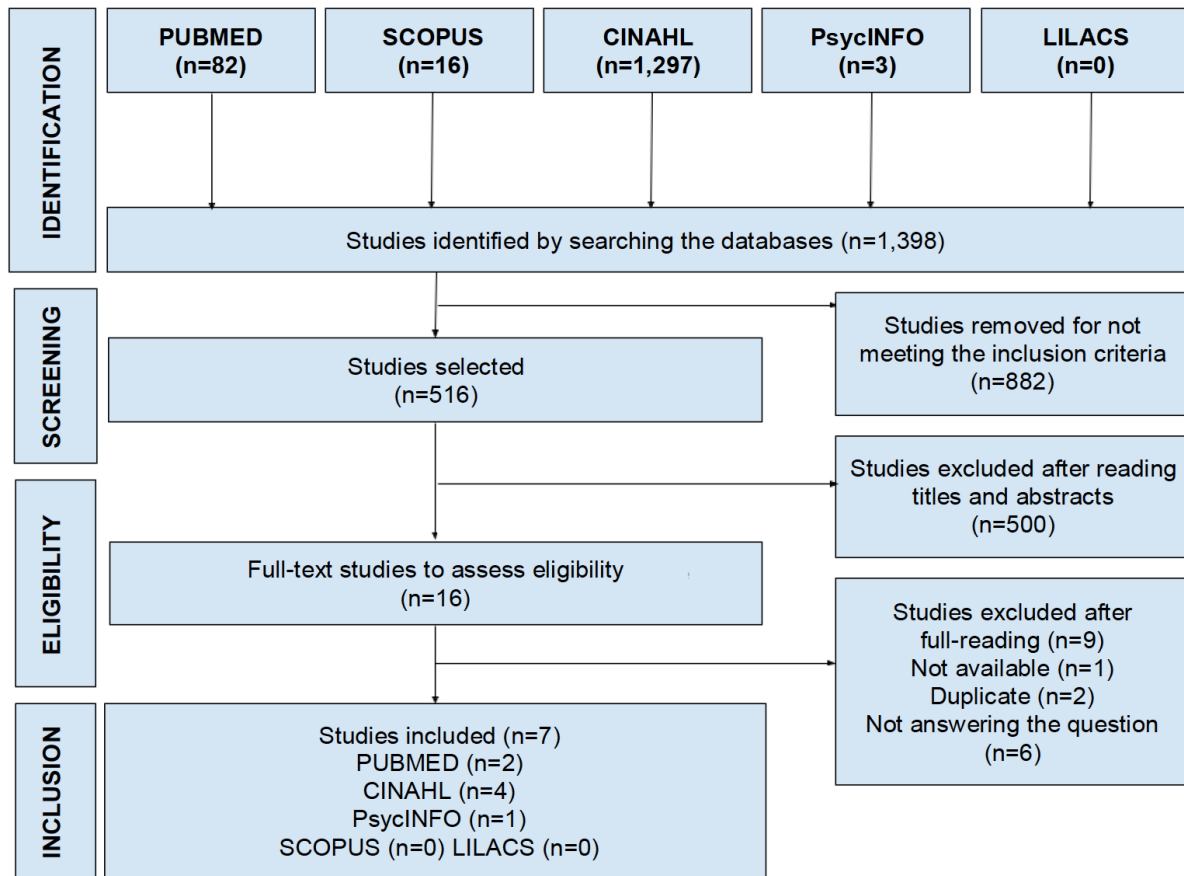 IDENTIFICATION
PUBMED
(n=82)
SCOPUS
(n=16)
CINAHL
(n=1,297)
PsycINFO
(n=3)
LILACS
(n=0)
Studies identified by searching the databases (n=1,398)
SCREENING
Studies removed for not
meeting the inclusion criteria
(n=882)
Studies selected
(n=516)
Studies excluded after reading
titles and abstracts
(n=500)
ELIGIBILITY
Full-text studies to assess eligibility
(n=16)
Studies excluded after
full-reading (n=9)
Not available (n=1)
Duplicate (n=2)
Not answering the question
(n=6)
INCLUSION
Studies included (n=7)
PUBMED (n=2)
CINAHL (n=4)
PsycINFO (n=1)
SCOPUS (n=0) LILACS (n=0)